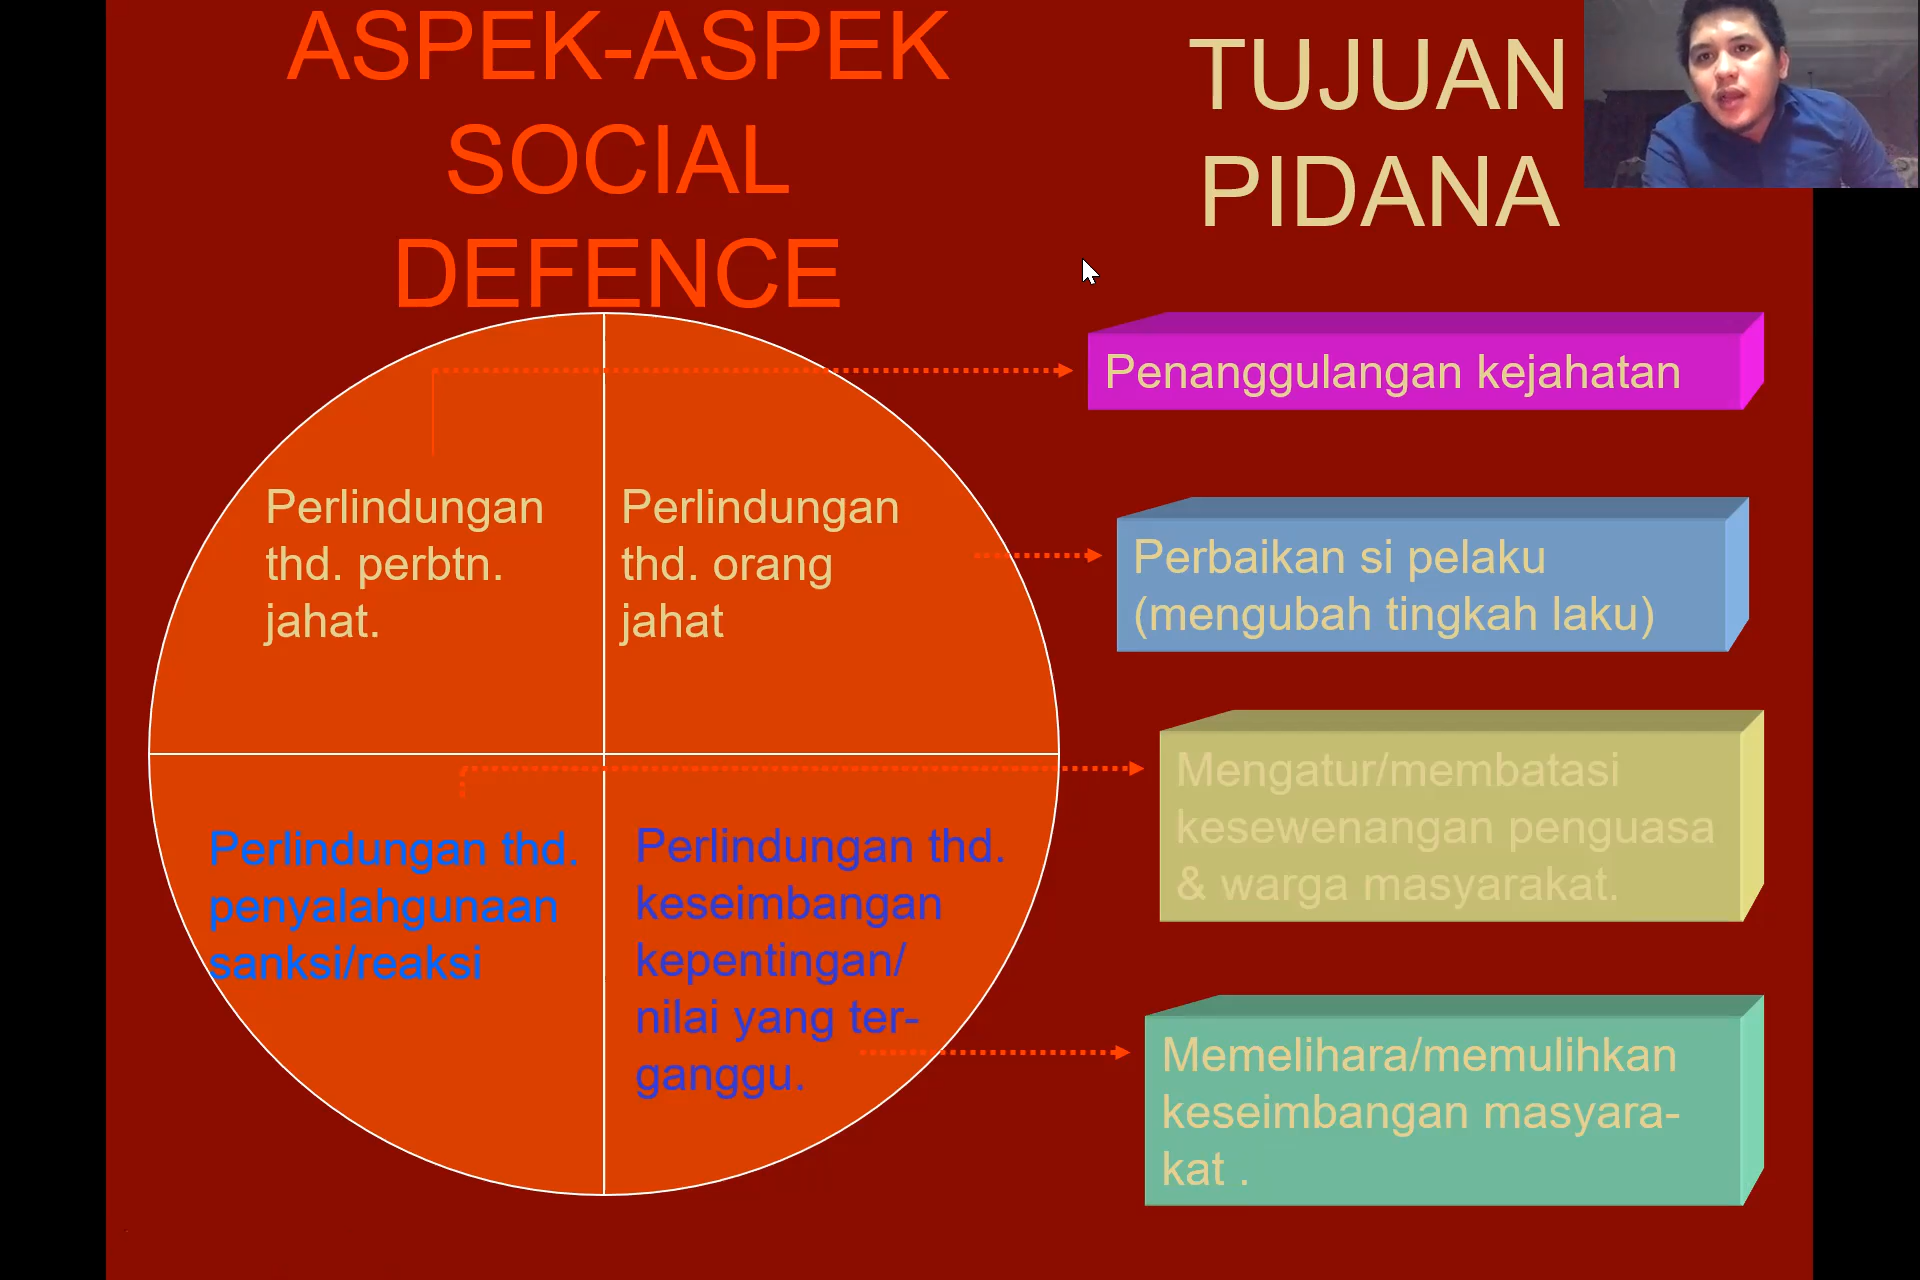 ASPEK-ASPEK
SOCIAL
DEFENCE
TUJUAN
PIDANA
Perlindungan
thd. perbtn.
jahat.
Perlindungan
thd. orang
jahat
Perlindungan thd.
penyalahgunaan
sanksi/reaksi
Perlindungan thd.
keseimbangan
kepentingan/
nilai yang ter-
ganggu.
Penanggulangan kejahatan
Perbaikan si pelaku
(mengubah tingkah laku)
Mengatur/membatasi
kesewenangan penguasa
& warga masyarakat.
Memelihara/memulihkan
keseimbangan masyara-
kat .